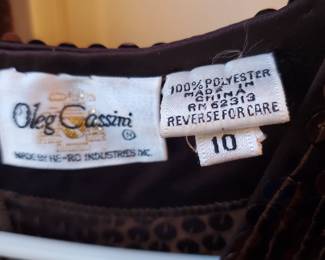 Oleg Cassini ®
MADE BY HE-RO INDUSTRIES INC.
100% POLYESTER
MADE IN
CHINA
RN 62313
REVERSE FOR CARE
10